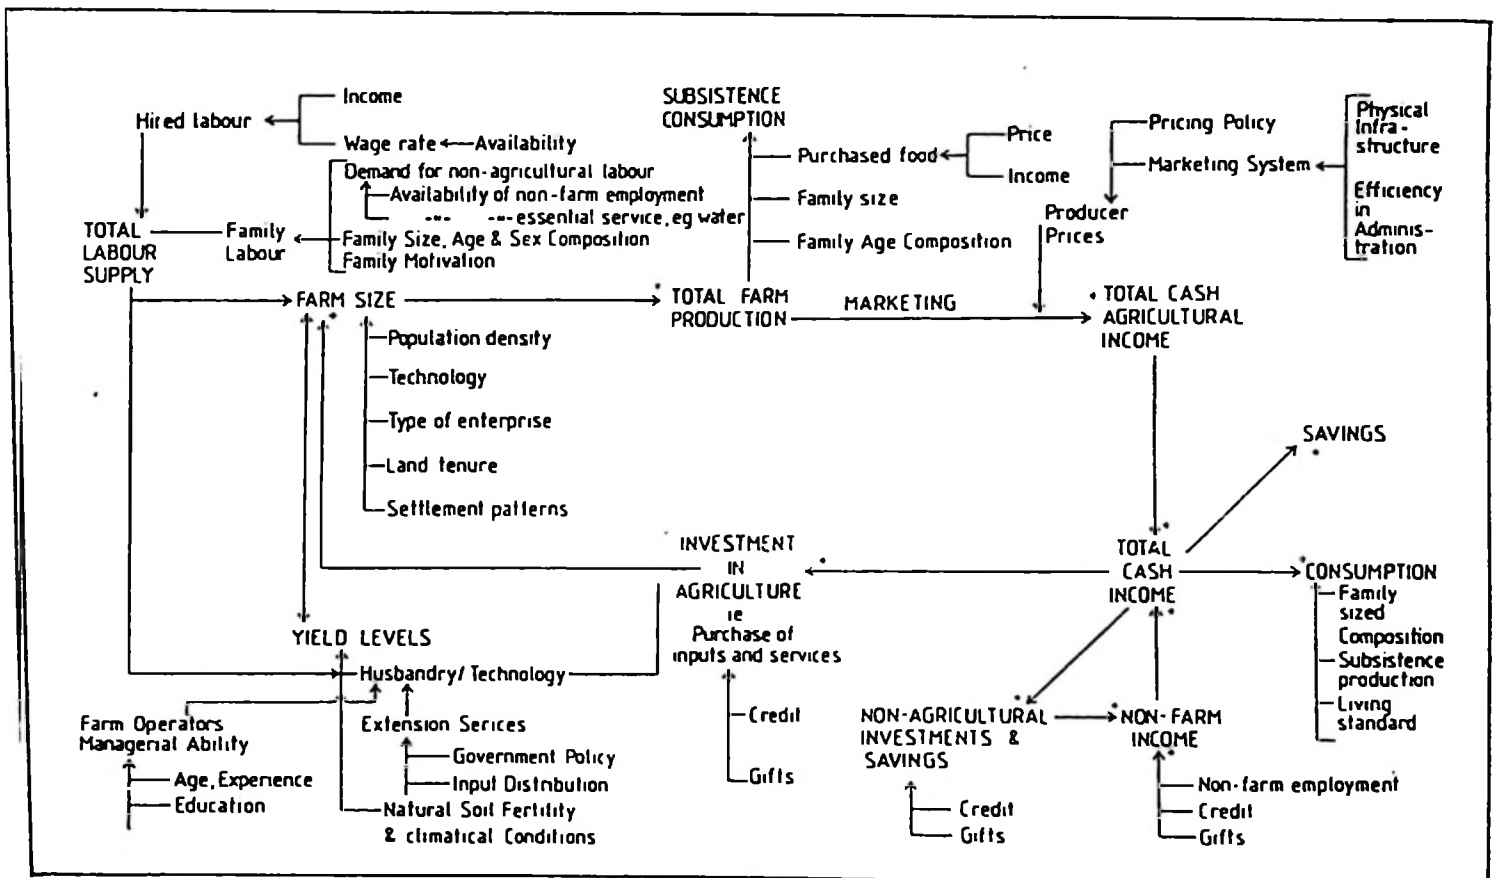 Income
Hired labour
Wage rate
Availability
Demand for non-agricultural labour
Availability of non-farm employment
-"- -"- essential service, eg water
TOTAL
LABOUR
SUPPLY
Family
Labour
Family Size, Age & Sex Composition
Family Motivation
SUBSISTENCE
CONSUMPTION
Purchased food
Price
Income
Family size
Family Age Composition
Pricing Policy
Marketing System
Physical
Infra-
structure
Efficiency
in
Adminis-
tration
Producer
Prices
FARM SIZE
TOTAL FARM
PRODUCTION
MARKETING
TOTAL CASH
AGRICULTURAL
INCOME
Population density
Technology
Type of enterprise
Land tenure
Settlement patterns
SAVINGS
INVESTMENT
IN
AGRICULTURE
ie
Purchase of
inputs and services
Credit
Gifts
TOTAL
CASH
INCOME
CONSUMPTION
Family
sized
Composition
Subsistence
production
Living
standard
YIELD LEVELS
Husbandry/ Technology
Farm Operators
Managerial Ability
Age, Experience
Education
Extension Serices
Government Policy
Input Distribution
Natural Soil Fertility
& climatical Conditions
NON-AGRICULTURAL
INVESTMENTS &
SAVINGS
Credit
Gifts
NON-FARM
INCOME
Non-farm employment
Credit
Gifts